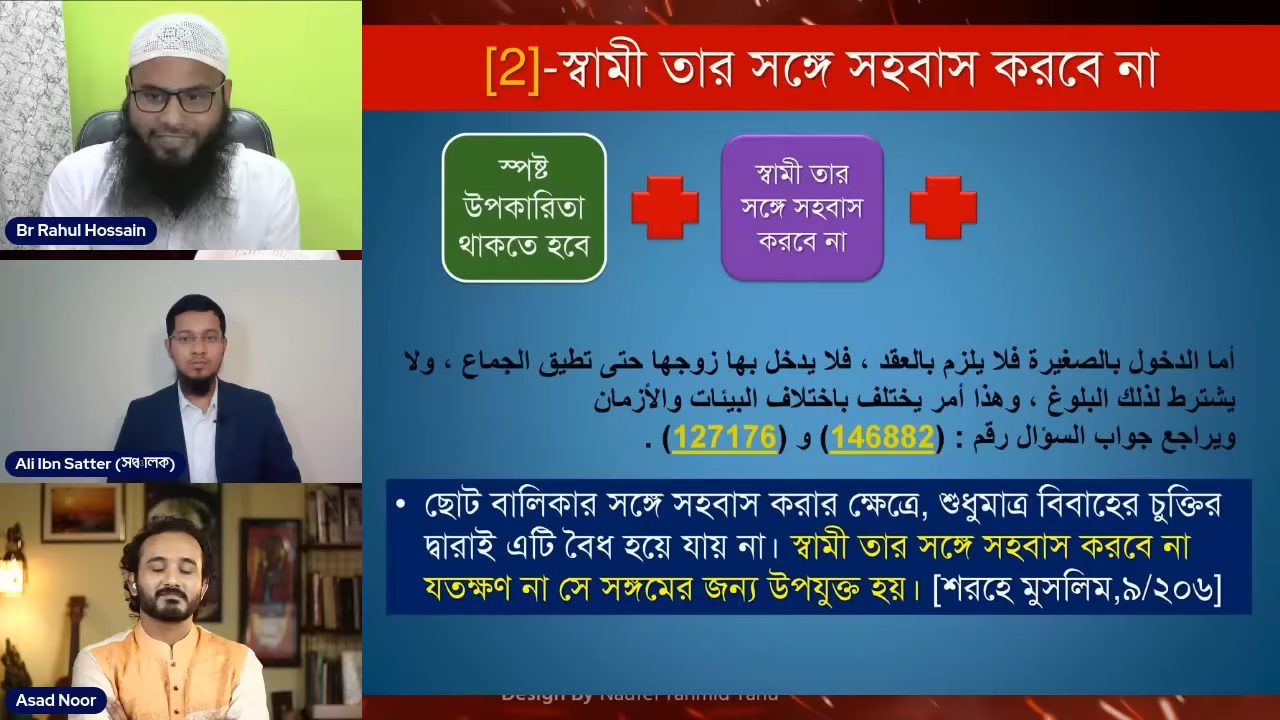 Br Rahul Hossain
Ali Ibn Satter (সঞ্চালক)
Asad Noor
[2]-স্বামী তার সঙ্গে সহবাস করবে না
স্পষ্ট
উপকারিতা
থাকতে হবে
স্বামী তার
সঙ্গে সহবাস
করবে না
أما الدخول بالصغيرة فلا يلزم بالعقد ، فلا يدخل بها زوجها حتى تطيق الجماع ، ولا
يشترط لذلك البلوغ ، وهذا أمر يختلف باختلاف البيئات والأزمان
ويراجع جواب السؤال رقم : (146882) و (127176) .
• ছোট বালিকার সঙ্গে সহবাস করার ক্ষেত্রে, শুধুমাত্র বিবাহের চুক্তির
দ্বারাই এটি বৈধ হয়ে যায় না। স্বামী তার সঙ্গে সহবাস করবে না
যতক্ষণ না সে সঙ্গমের জন্য উপযুক্ত হয়। [শরহে মুসলিম,৯/২০৬]
Design By